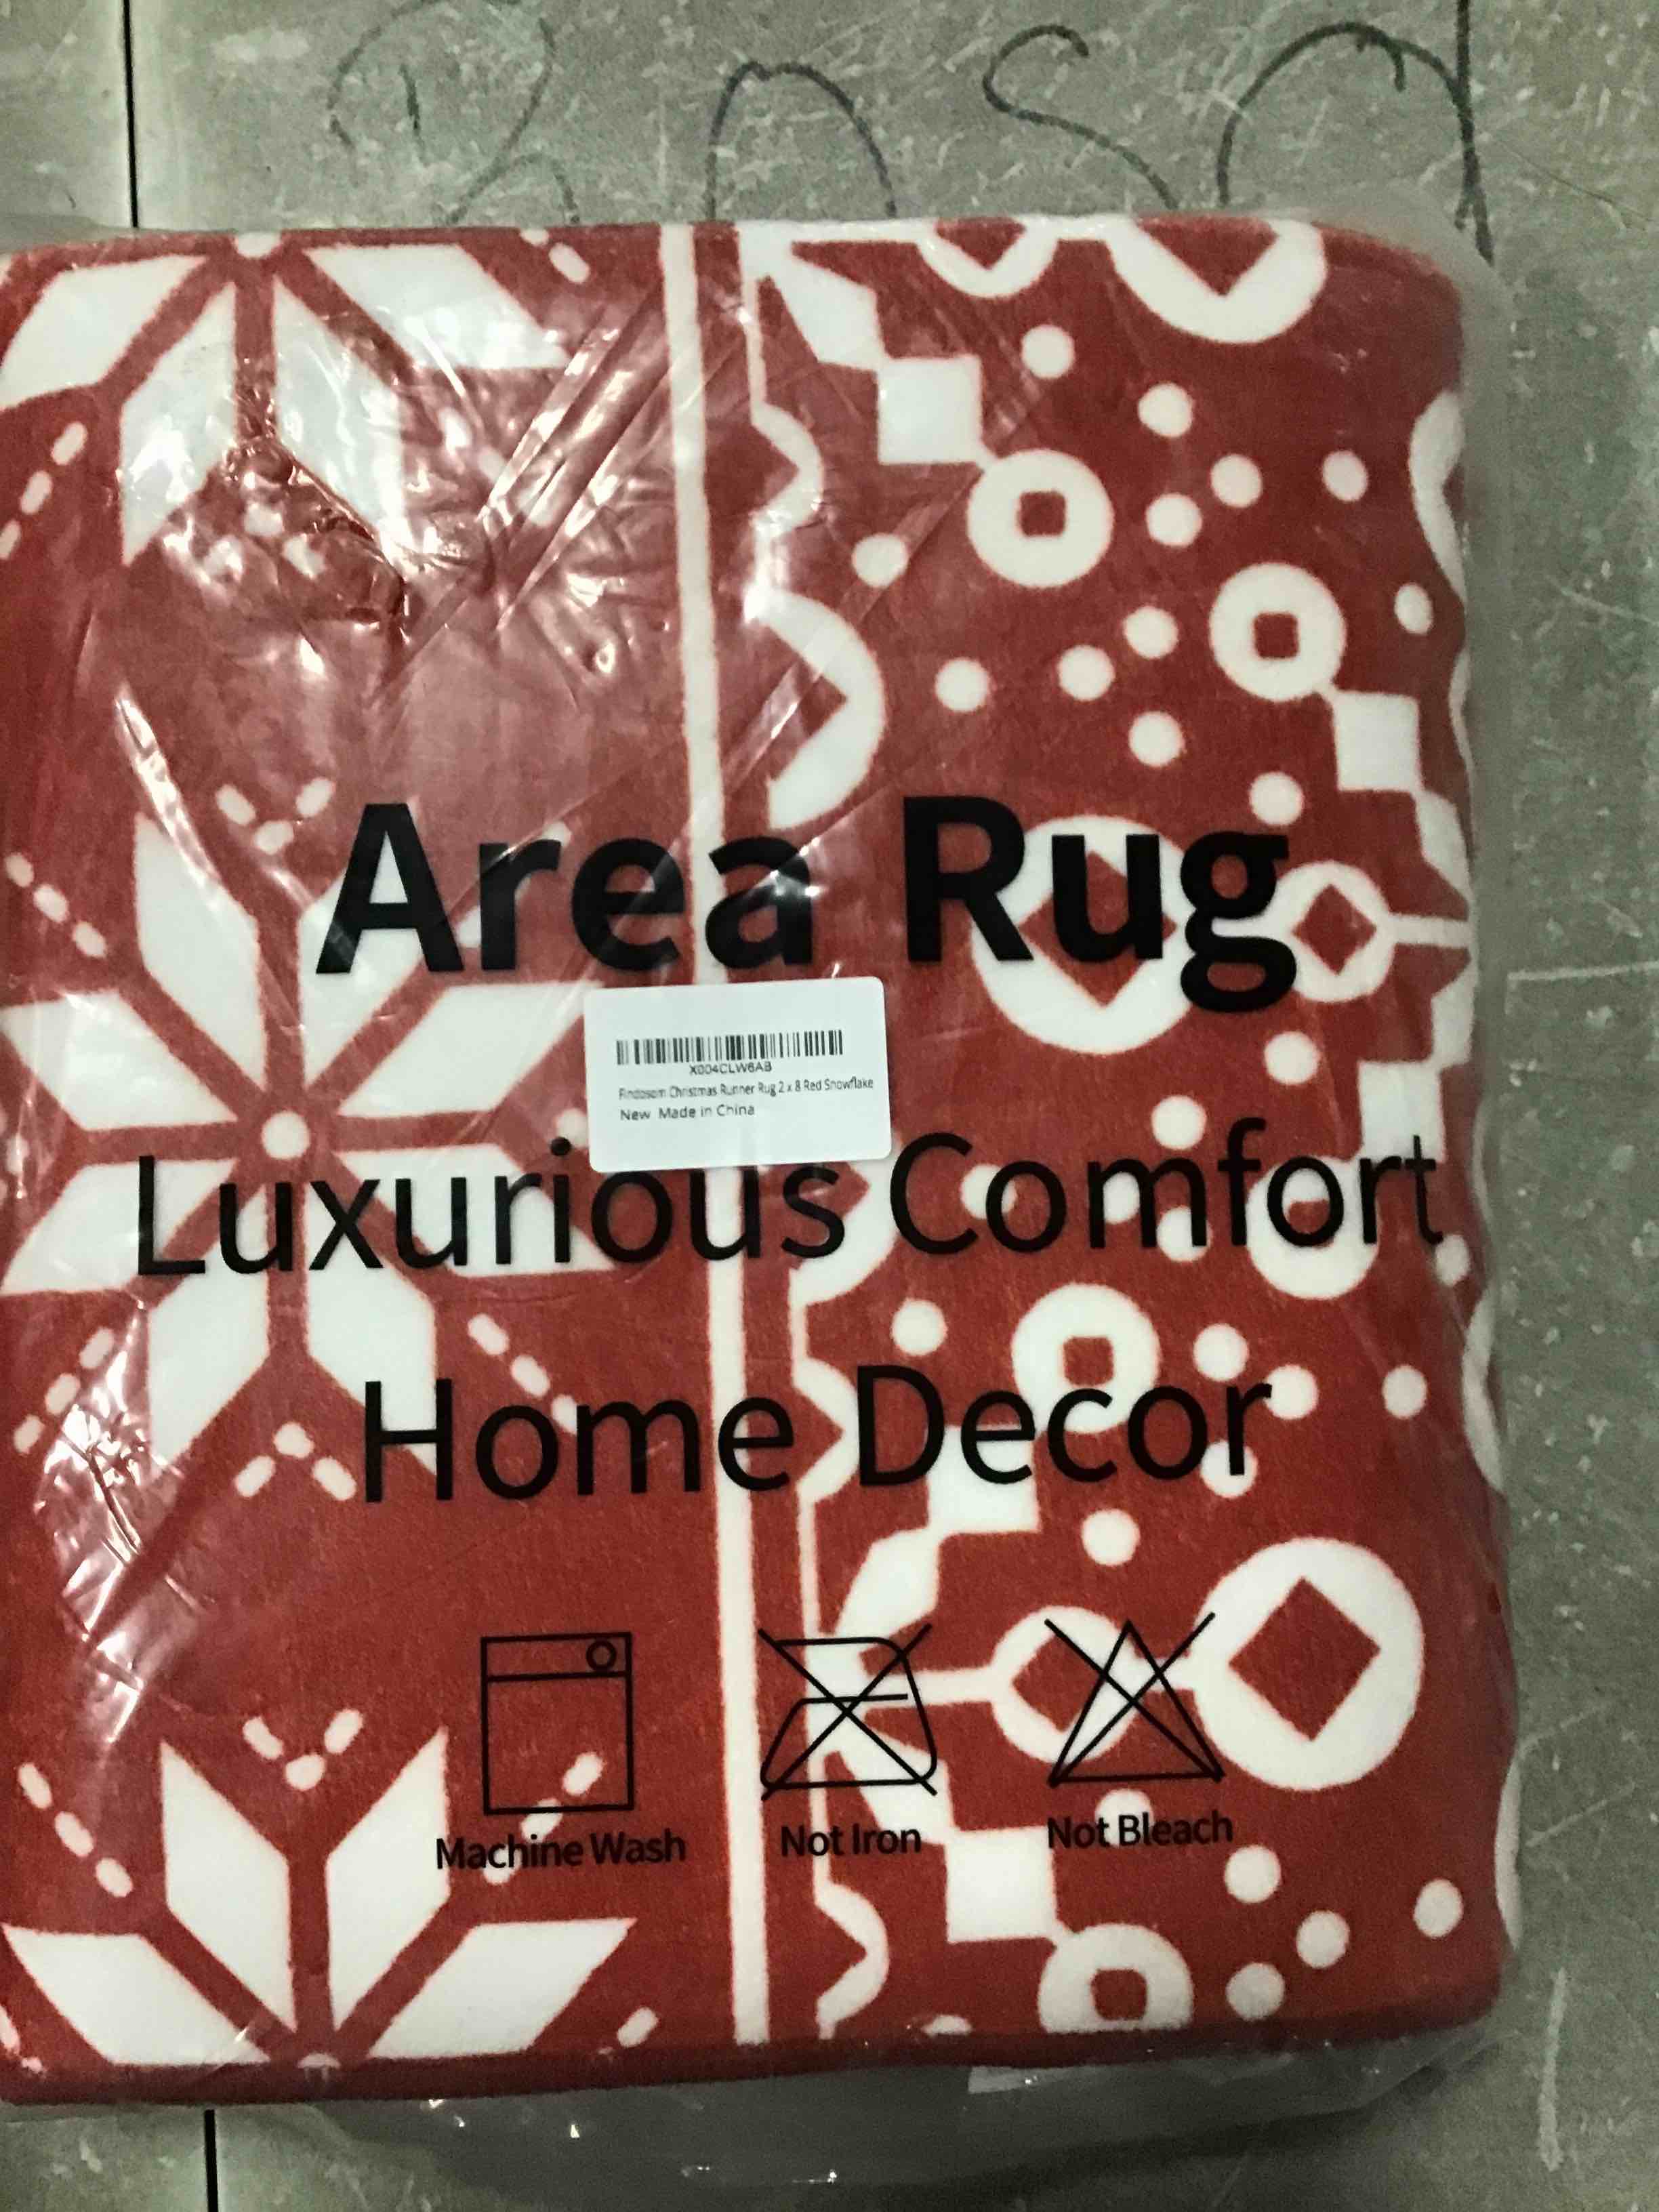 Area Rug
X004CLW6AB
Findosom Christmas Runner Rug 2 x 8 Red Snowflake
New Made in China
Luxurious Comfort
Home Decor
Machine Wash
Not Iron
Not Bleach